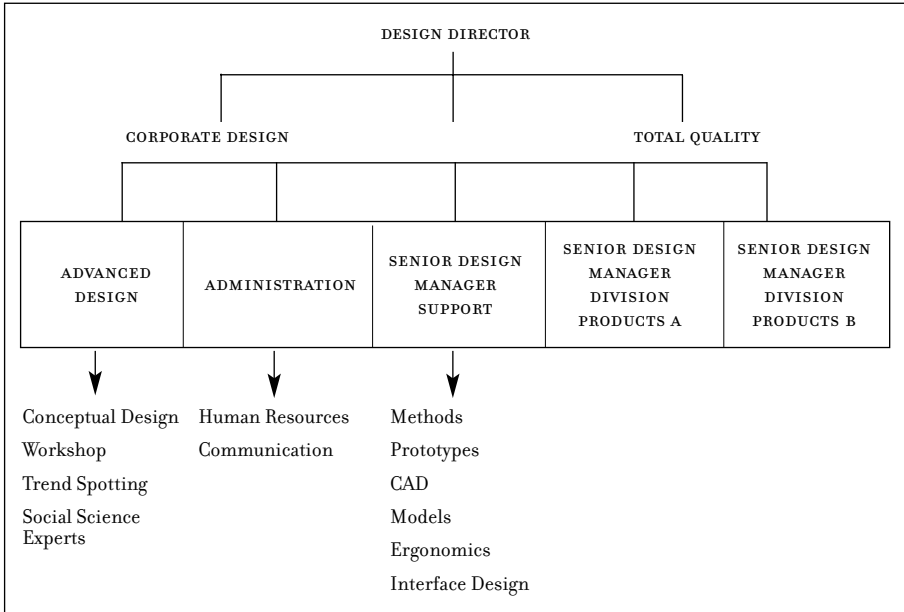 DESIGN DIRECTOR
CORPORATE DESIGN
TOTAL QUALITY
ADVANCED
DESIGN
ADMINISTRATION
SENIOR DESIGN
MANAGER
SUPPORT
SENIOR DESIGN
MANAGER
DIVISION
PRODUCTS A
SENIOR DESIGN
MANAGER
DIVISION
PRODUCTS B
Conceptual Design
Workshop
Trend Spotting
Social Science
Experts
Human Resources
Communication
Methods
Prototypes
CAD
Models
Ergonomics
Interface Design